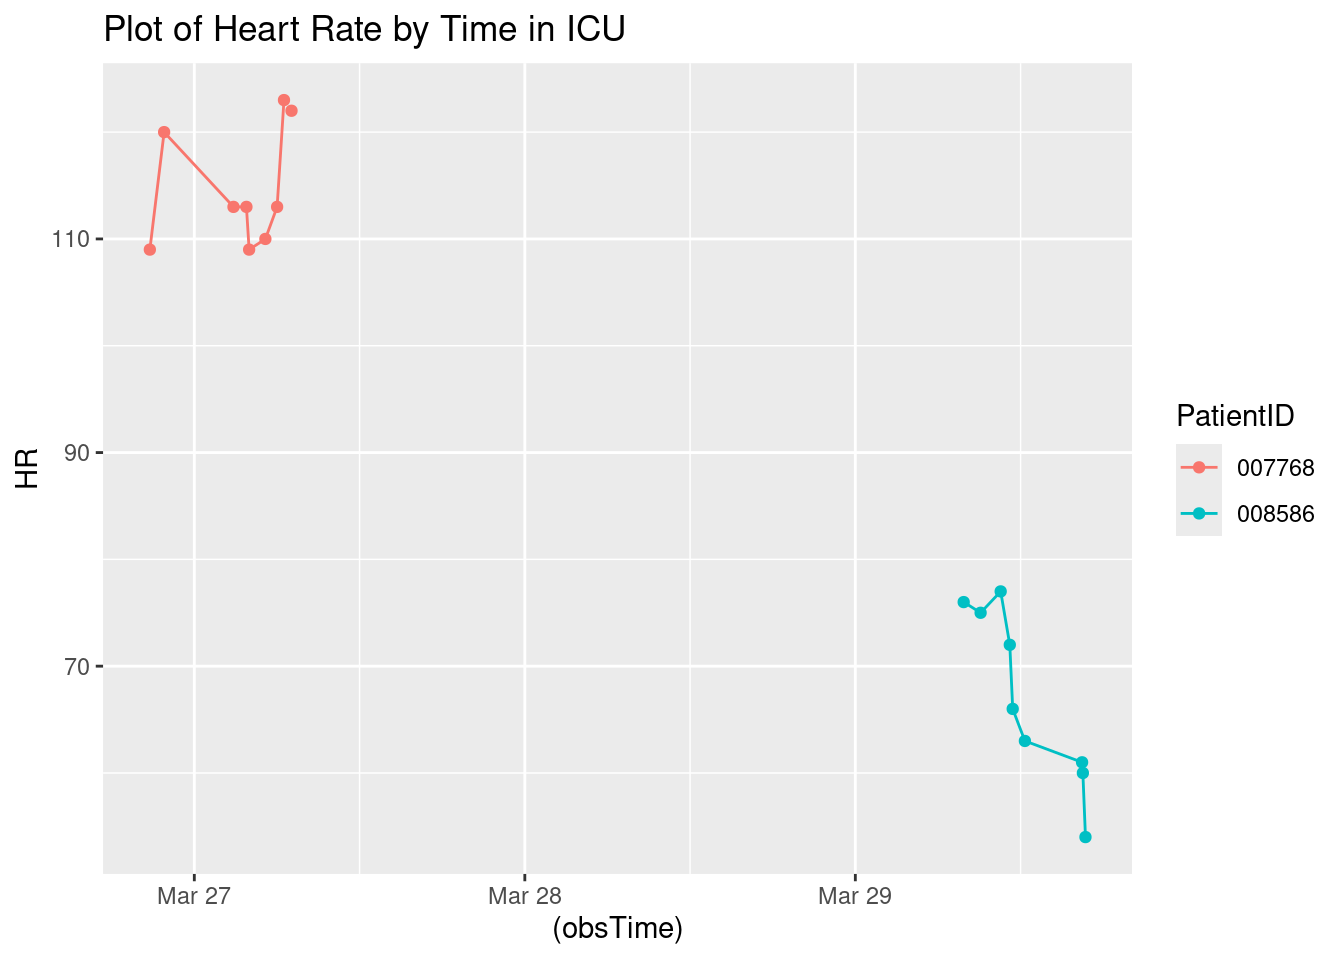 Plot of Heart Rate by Time in ICU
110
90
70
HR
Mar 27
Mar 28
Mar 29
(obsTime)
PatientID
007768
008586